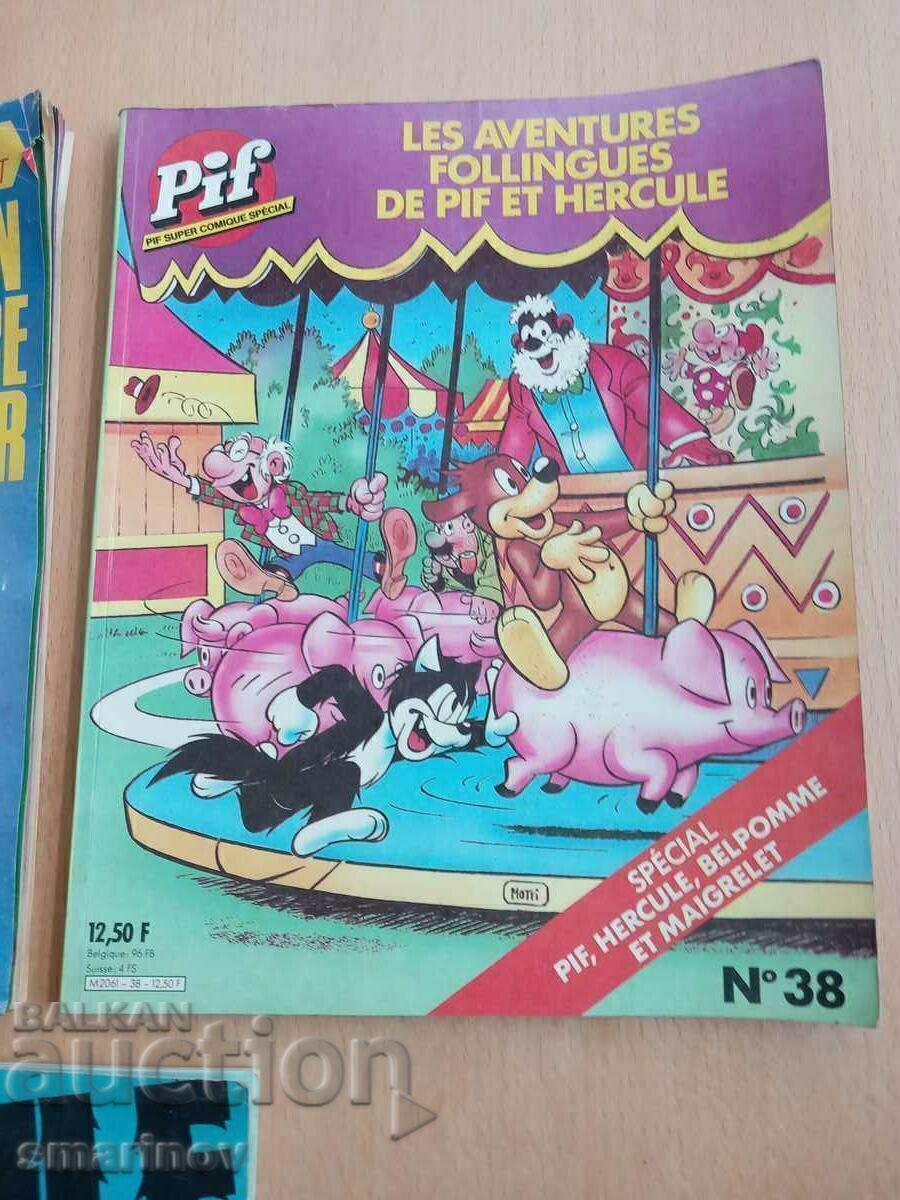 T
N
E
R
Pif
PIF SUPER COMIQUE SPÉCIAL
LES AVENTURES
FOLLINGUES
DE PIF ET HERCULE
Motti
SPÉCIAL
PIF, HERCULE, BELPOMME
ET MAIGRELET
12,50 F
Belgique: 96 FB
Suisse: 4 FS
M2061 - 38 - 12,50 F
N° 38
BALKAN
auction
smarinov